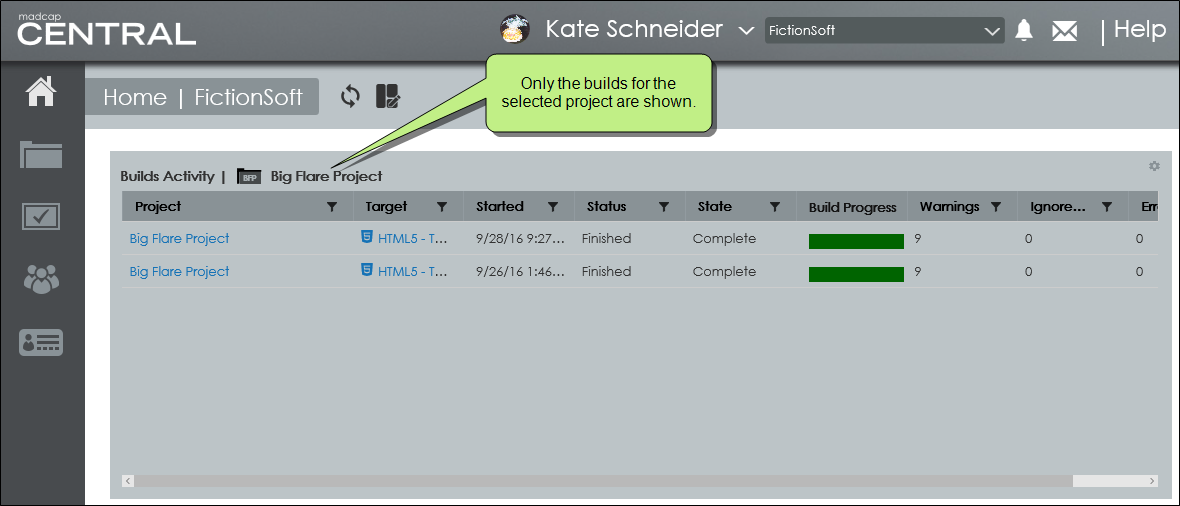 madcap
CENTRAL
Kate Schneider
FictionSoft
| Help
Home | FictionSoft
Only the builds for the
selected project are shown.
Builds Activity | BFP Big Flare Project
Project Target Started Status State Build Progress Warnings Ignore... Err
Big Flare Project HTML5 - T... 9/28/16 9:27... Finished Complete 9 0 0
Big Flare Project HTML5 - T... 9/26/16 1:46... Finished Complete 9 0 0